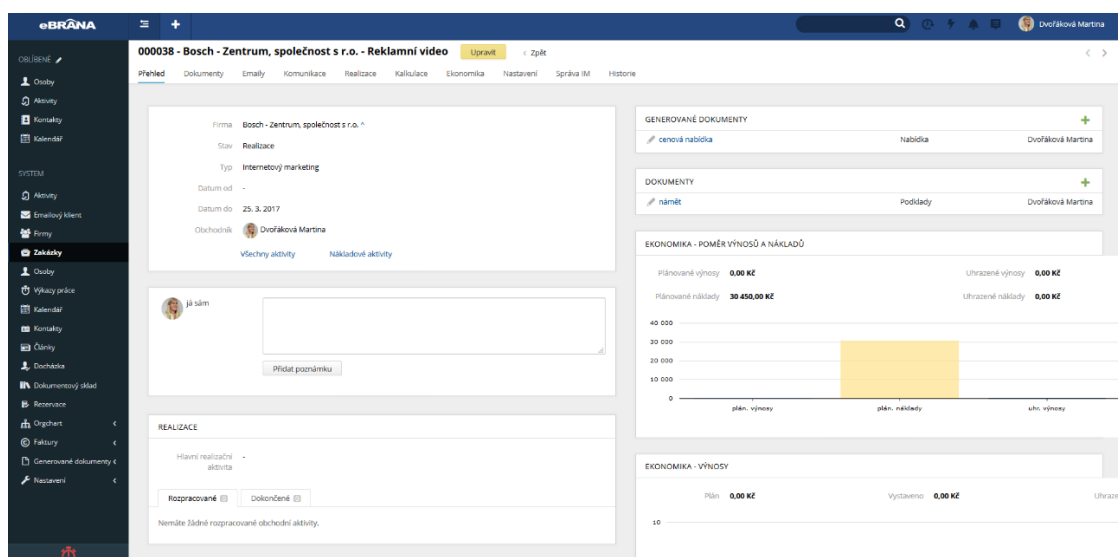 eBRÁNA
Dvořáková Martina
OBLÍBENÉ
Osoby
Aktivity
Kontakty
Kalendář
SYSTEM
Aktivity
Emailový klient
Firmy
Zakázky
Osoby
Výkazy práce
Kalendář
Kontakty
Články
Docházka
Dokumentový sklad
Rezervace
Orgchart
Faktury
Generované dokumenty
Nastavení
000038 - Bosch - Zentrum, společnost s r.o. - Reklamní video Upravit ‹ Zpět
Přehled Dokumenty Emaily Komunikace Realizace Kalkulace Ekonomika Nastavení Správa IM Historie
Firma Bosch - Zentrum, společnost s r.o. ^
Stav Realizace
Typ Internetový marketing
Datum od -
Datum do 25. 3. 2017
Obchodník Dvořáková Martina
Všechny aktivity Nákladové aktivity
já sám
Přidat poznámku
REALIZACE
Hlavní realizační -
aktivita
Rozpracované Dokončené
Nemáte žádné rozpracované obchodní aktivity.
GENEROVANÉ DOKUMENTY
cenová nabídka Nabídka Dvořáková Martina
DOKUMENTY
námět Podklady Dvořáková Martina
EKONOMIKA - POMĚR VÝNOSŮ A NÁKLADŮ
Plánované výnosy 0,00 Kč Uhrazené výnosy 0,00 Kč
Plánované náklady 30 450,00 Kč Uhrazené náklady 0,00 Kč
40 000
30 000
20 000
10 000
0
plán. výnosy plán. náklady uhr. výnosy
EKONOMIKA - VÝNOSY
Plán 0,00 Kč Vystaveno 0,00 Kč Uhraze
10